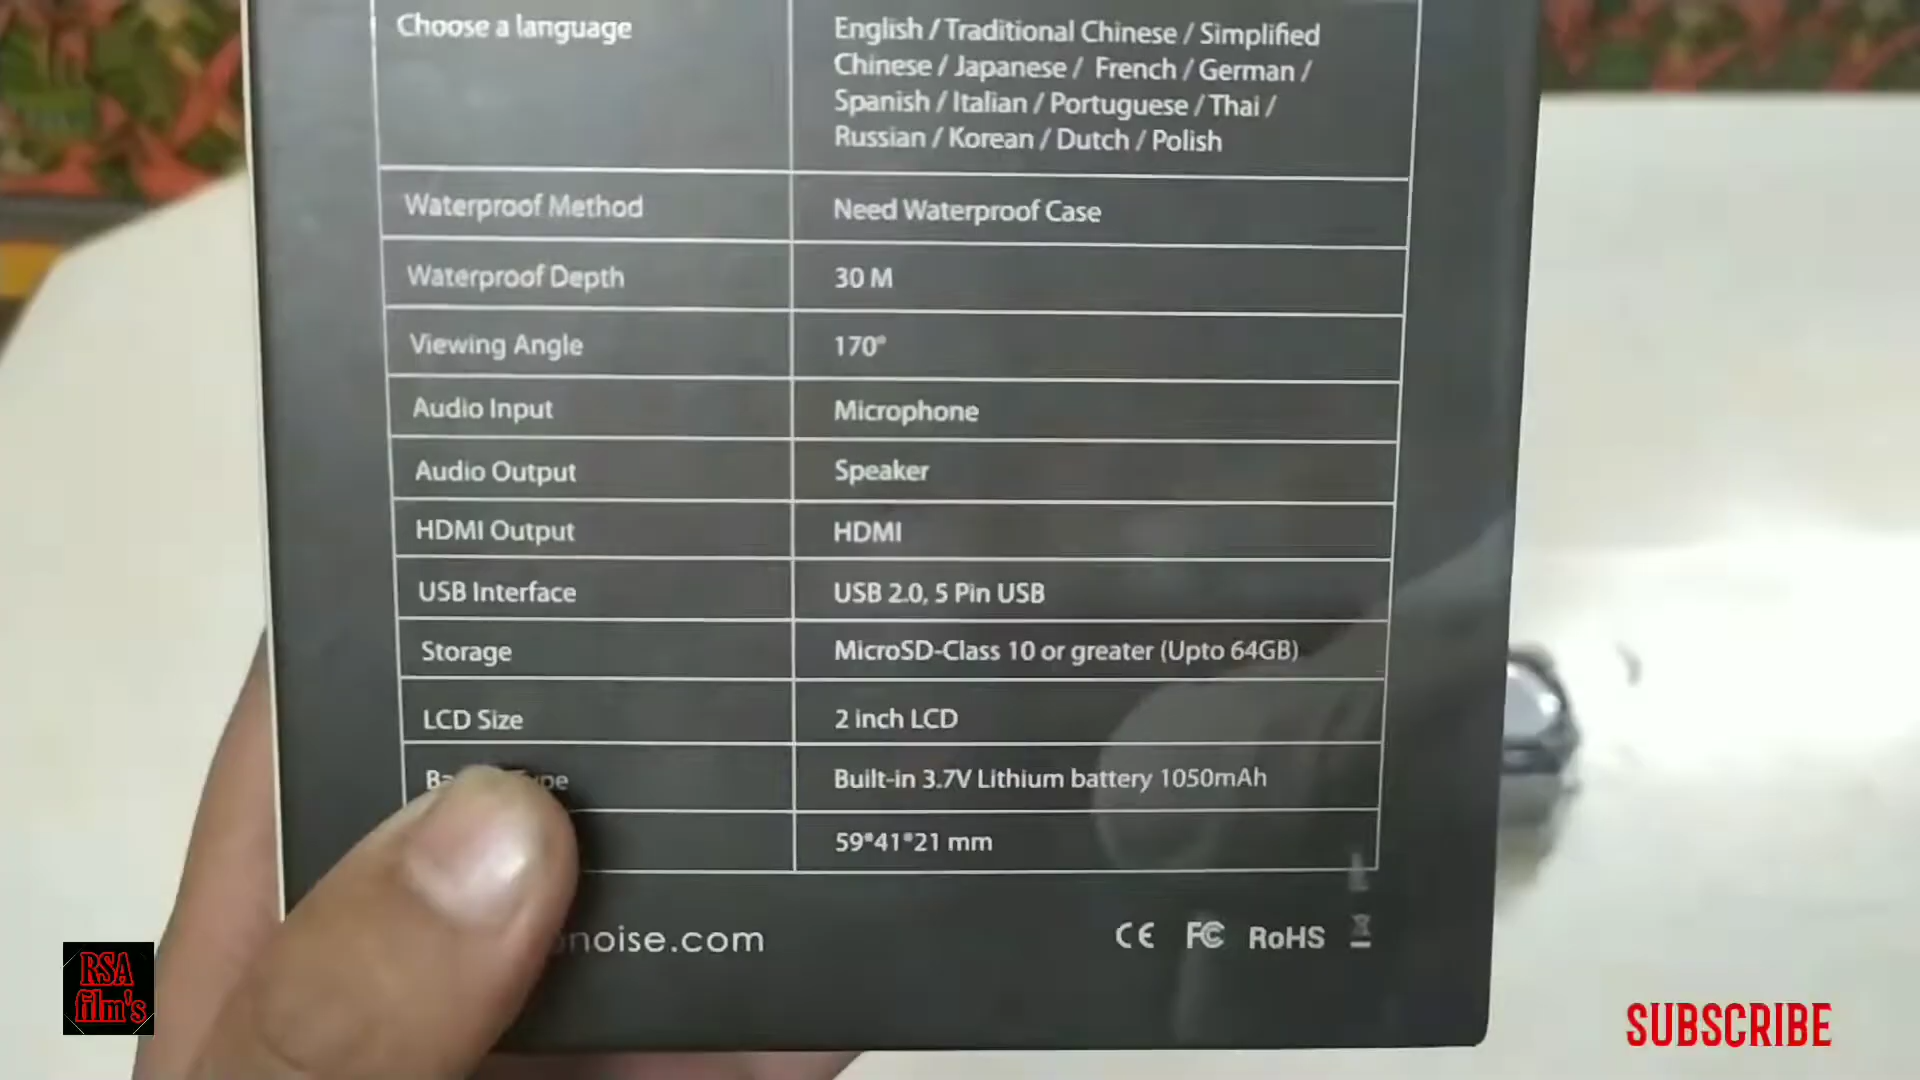 Choose a language
English / Traditional Chinese / Simplified
Chinese / Japanese / French / German /
Spanish / Italian / Portuguese / Thai /
Russian / Korean / Dutch / Polish
Waterproof Method Need Waterproof Case
Waterproof Depth 30 M
Viewing Angle 170°
Audio Input Microphone
Audio Output Speaker
HDMI Output HDMI
USB Interface USB 2.0, 5 Pin USB
Storage MicroSD-Class 10 or greater (Upto 64GB)
LCD Size 2 inch LCD
Built-in 3.7V Lithium battery 1050mAh
59*41*21 mm
noise.com
CE FC RoHS
RSA
film's
SUBSCRIBE